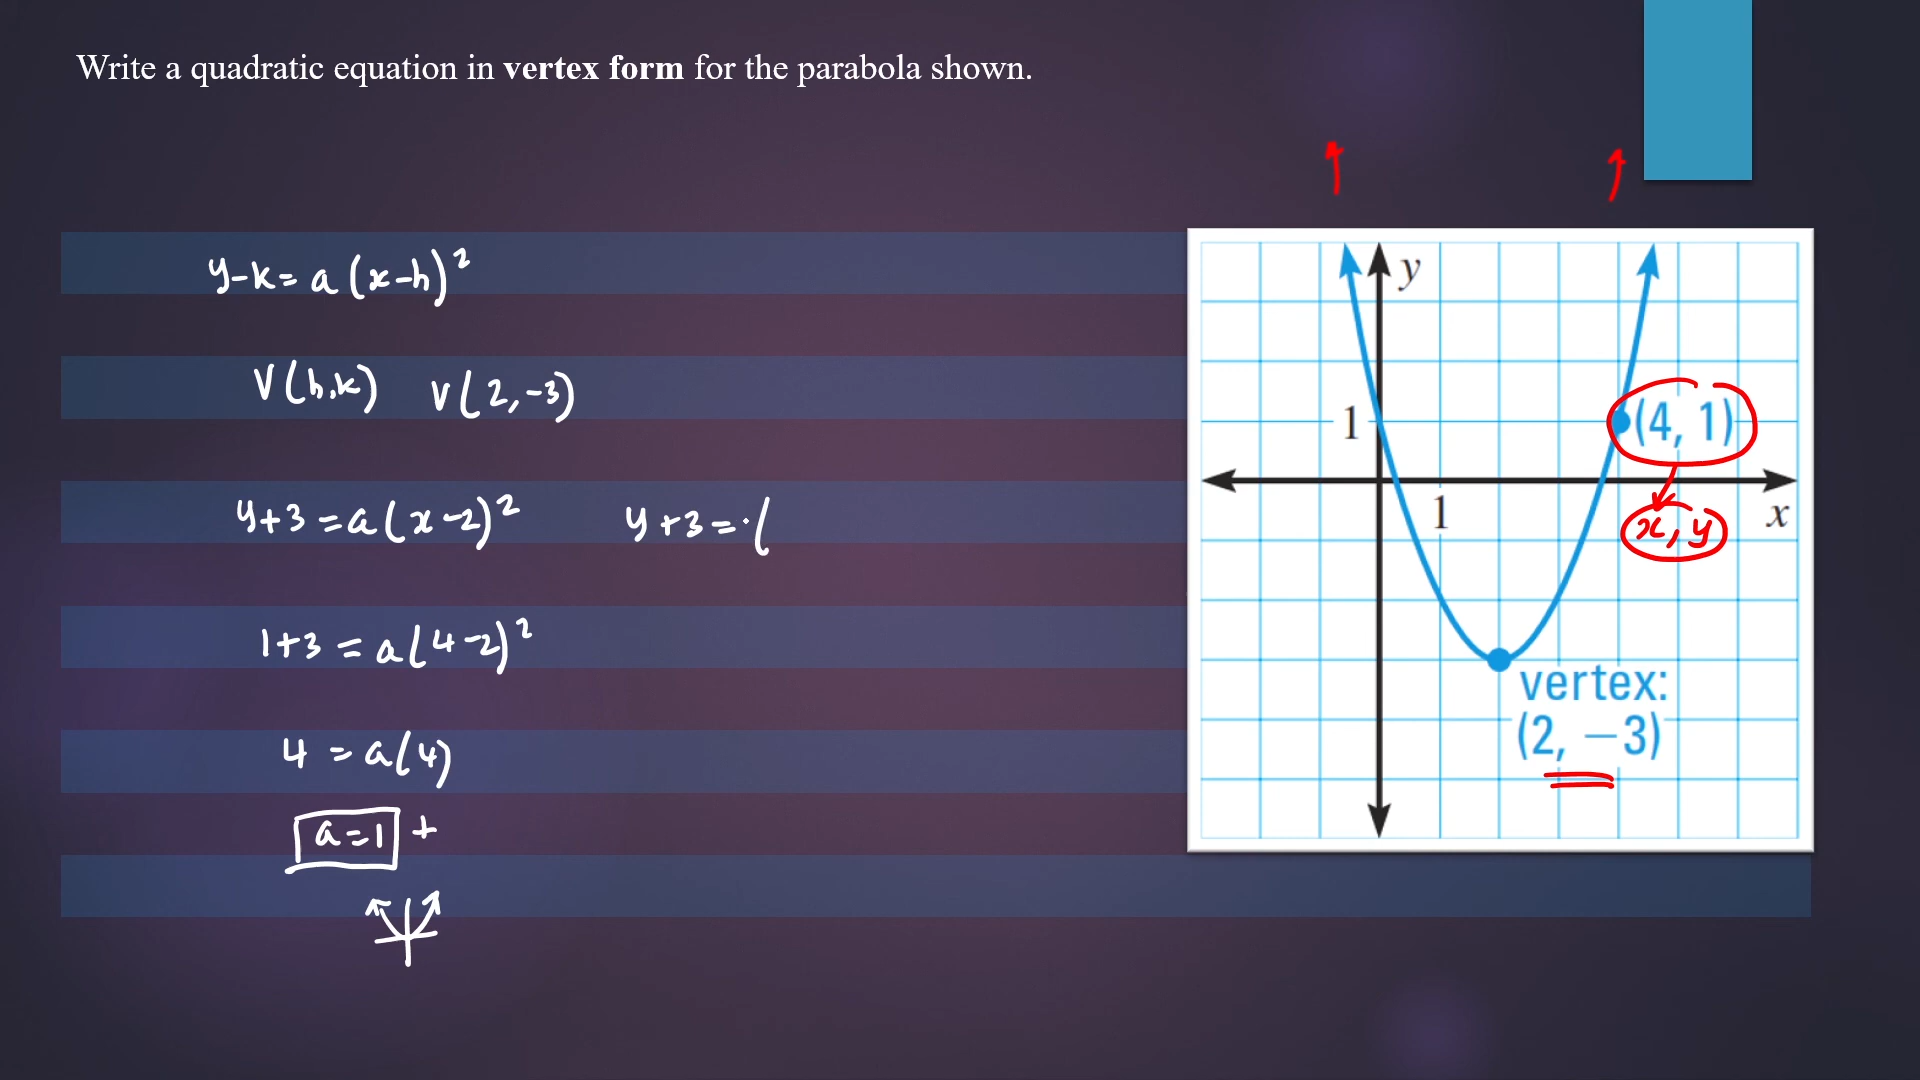 Write a quadratic equation in vertex form for the parabola shown.
y-k= a (x-h)²
V(h,k) V(2,-3)
y+3 =a(x-2)² y+3=·(
1+3 = a(4-2)²
4 = a(4)
a=1 +
y
1
(4, 1)
1
x, y
x
vertex:
(2, −3)